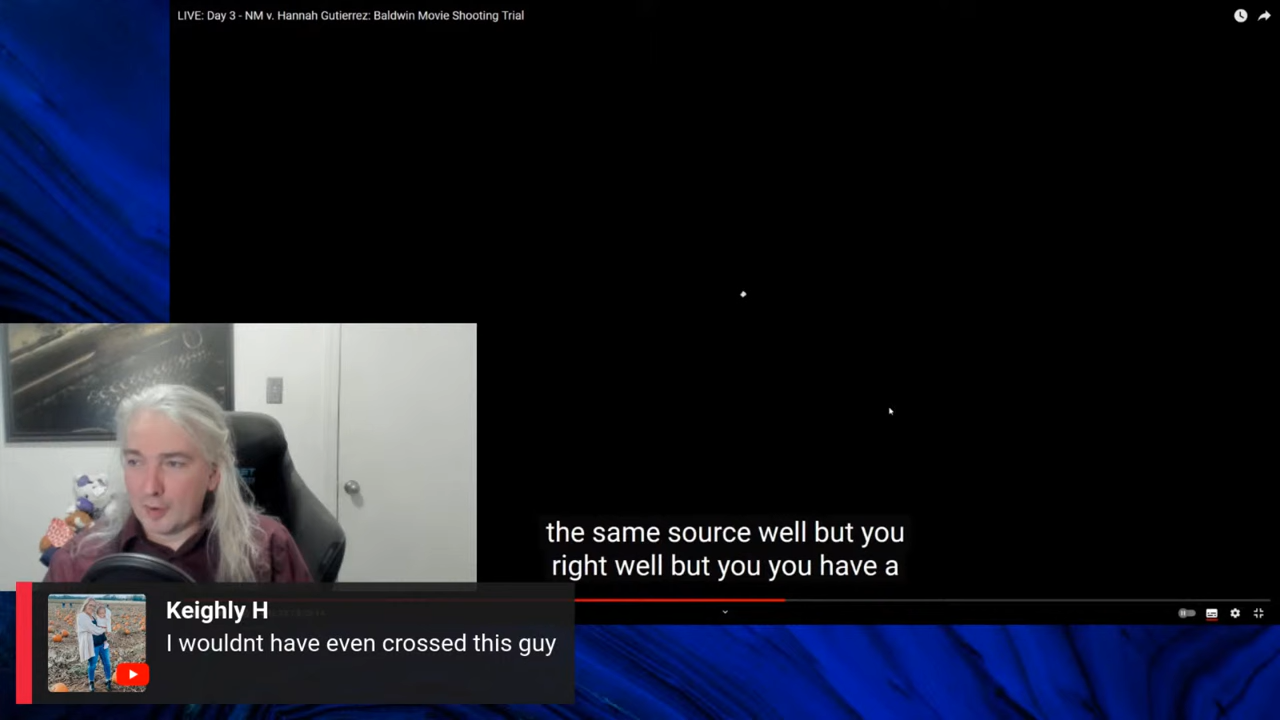 LIVE: Day 3 - NM v. Hannah Gutierrez: Baldwin Movie Shooting Trial
the same source well but you
right well but you you have a
Keighly H
I wouldnt have even crossed this guy